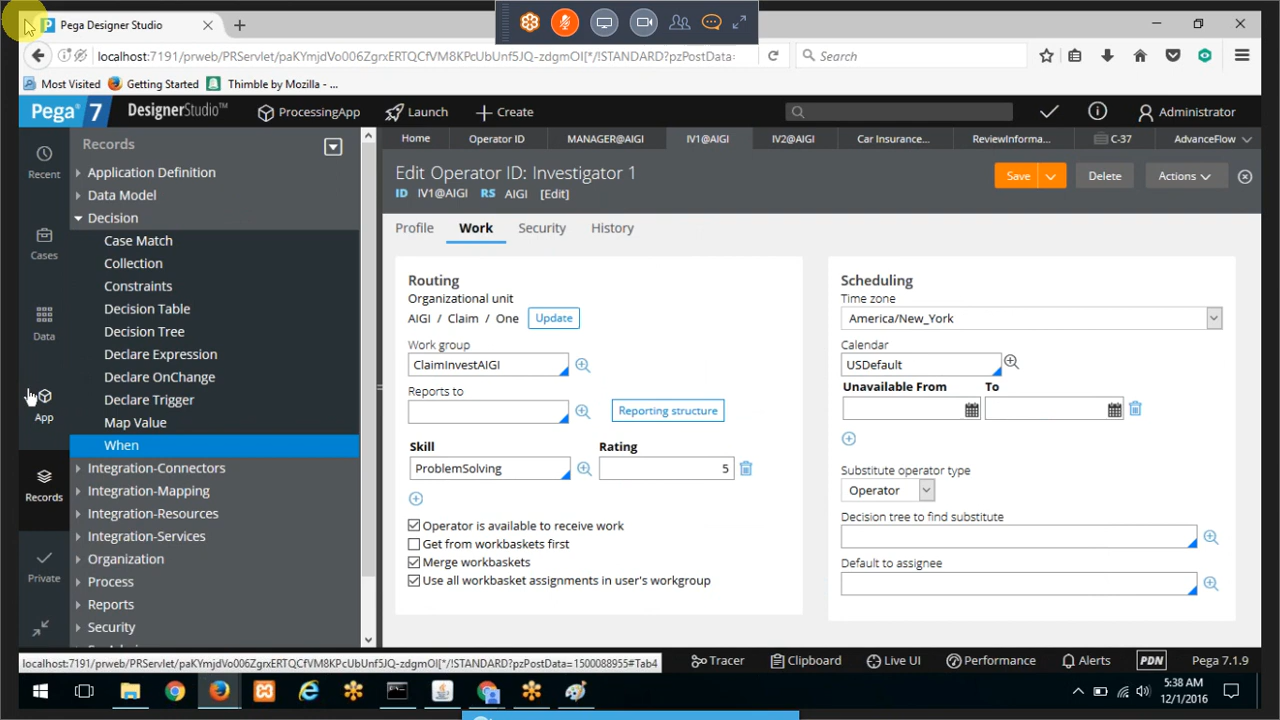 Pega Designer Studio
localhost:7191/prweb/PRServlet/paKYmjdVo3KgrxERTQCfVM8KPcUbUnf5JQ-zdgmOI[*/!STANDARD?pzPostData=
Search
Most Visited
Getting Started
Thimble by Mozilla - ...
Pega 7
DesignerStudio™
ProcessingApp
Launch
Create
Administrator
Recent
Cases
Data
App
Records
Private
Records
Application Definition
Data Model
Decision
Case Match
Collection
Constraints
Decision Table
Decision Tree
Declare Expression
Declare OnChange
Declare Trigger
Map Value
When
Integration-Connectors
Integration-Mapping
Integration-Resources
Integration-Services
Organization
Process
Reports
Security
Home
Operator ID
MANAGER@AIGI
IV1@AIGI
IV2@AIGI
Car Insurance...
ReviewInforma...
C-37
AdvanceFlow
Edit Operator ID: Investigator 1
ID IV1@AIGI RS AIGI [Edit]
Save
Delete
Actions
Profile
Work
Security
History
Routing
Organizational unit
AIGI / Claim / One
Update
Work group
ClaimInvestAIGI
Reports to
Reporting structure
Skill
Rating
ProblemSolving
5
Operator is available to receive work
Get from workbaskets first
Merge workbaskets
Use all workbasket assignments in user's workgroup
Scheduling
Time zone
America/New_York
Calendar
USDefault
Unavailable From
To
Substitute operator type
Operator
Decision tree to find substitute
Default to assignee
localhost:7191/prweb/PRServlet/paKYmjdVo3KgrxERTQCfVM8KPcUbUnf5JQ-zdgmOI[*/!STANDARD?pzPostData=1500088955#Tab4
Tracer
Clipboard
Live UI
Performance
Alerts
PDN
Pega 7.1.9
5:38 AM
12/1/2016